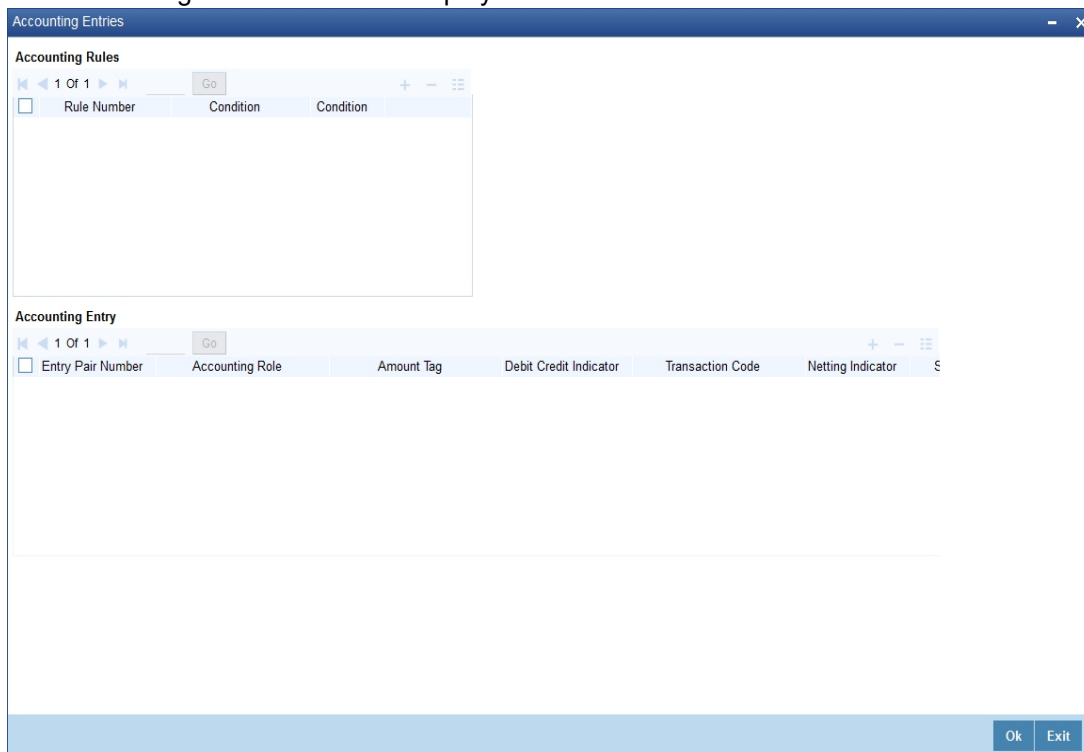 Accounting Entries
Accounting Rules
1 Of 1 Go
Rule Number Condition Condition
Accounting Entry
1 Of 1 Go
Entry Pair Number Accounting Role Amount Tag Debit Credit Indicator Transaction Code Netting Indicator S
Ok Exit